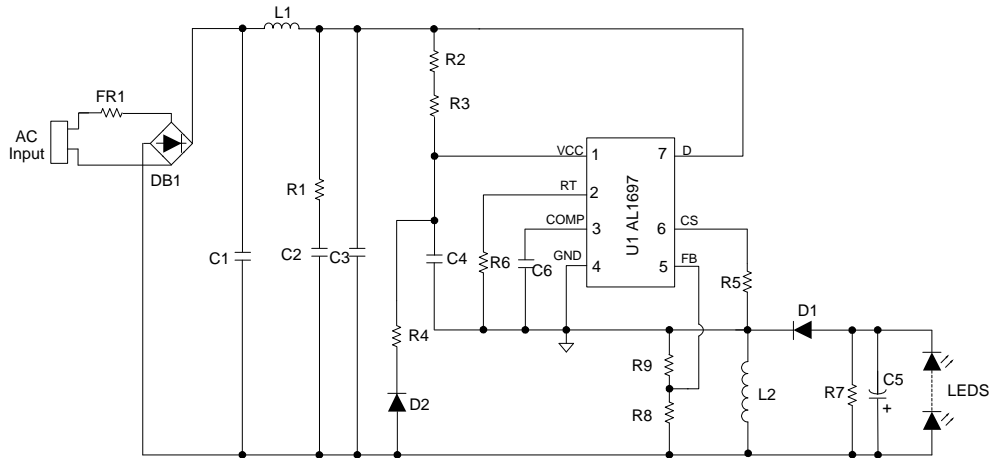 L1
R2
R3
FR1
AC
Input
DB1
R1
C1
C2
C3
VCC
1
7
D
RT
2
COMP
3
6
CS
GND
4
5
FB
U1 AL1697
C4
R6
C6
R5
R4
D2
R9
R8
L2
D1
R7
C5
+
LEDS